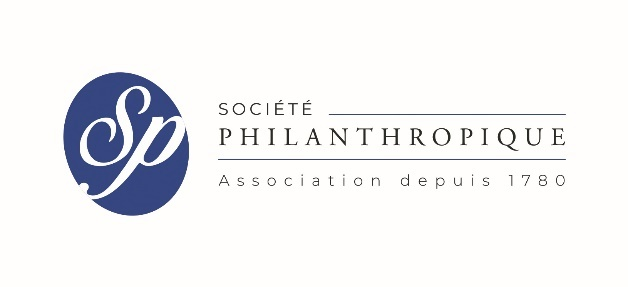 Sp
SOCIÉTÉ
PHILANTHROPIQUE
Association depuis 1780